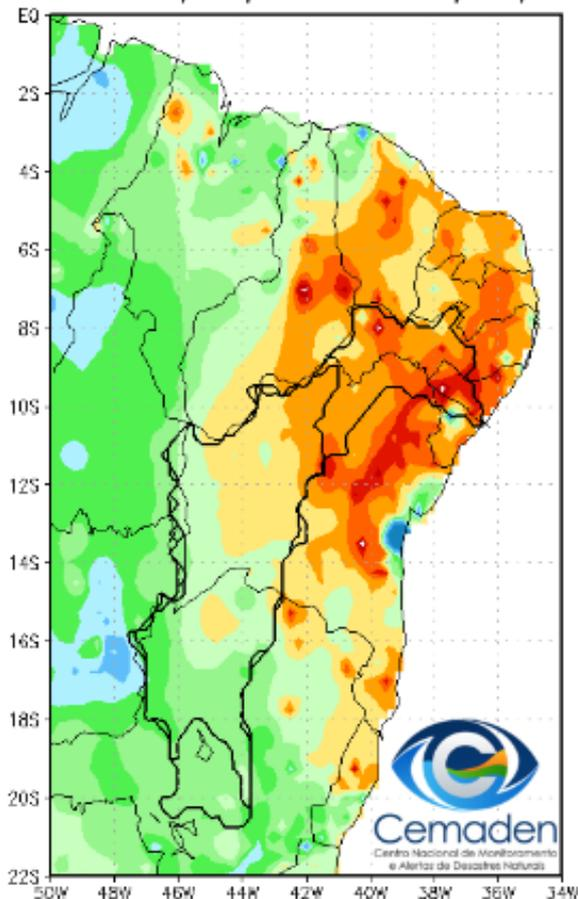 E0
2S
4S
6S
8S
10S
12S
14S
16S
18S
20S
22S
50W 48W 46W 44W 42W 40W 38W 36W 34W
Cemaden
Centro Nacional de Monitoramento
e Alertas de Desastres Naturais